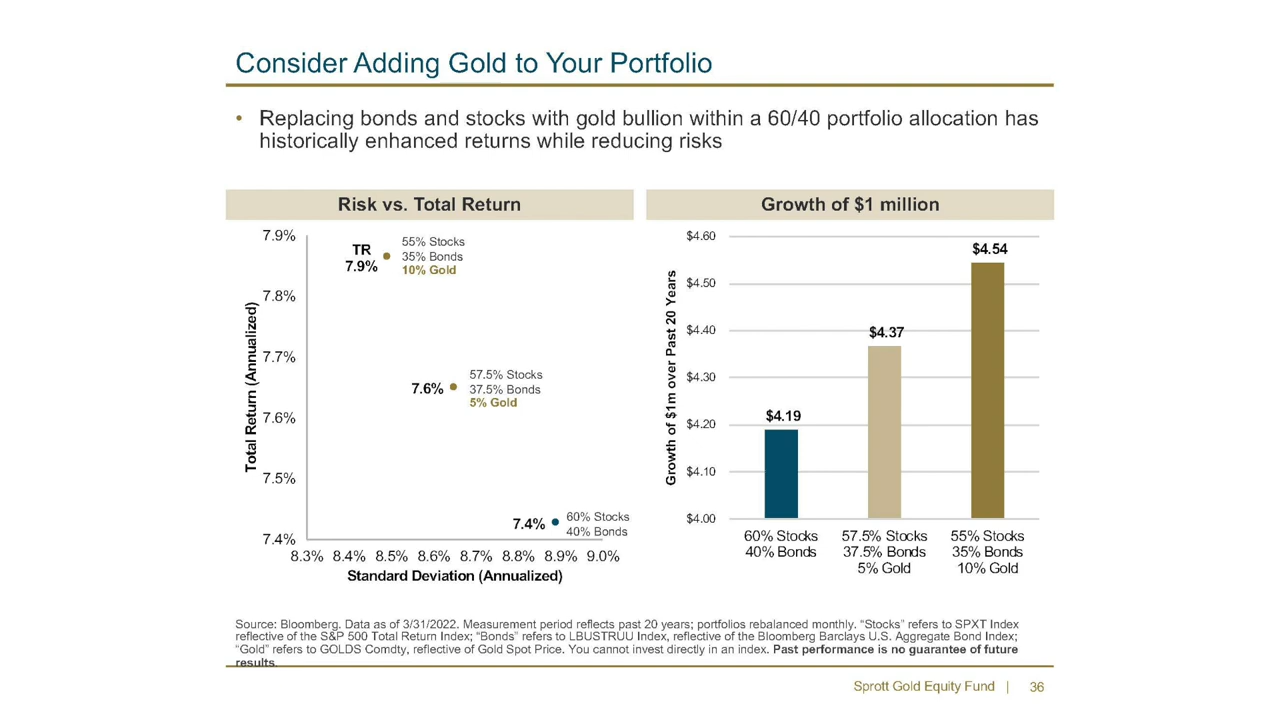 Consider Adding Gold to Your Portfolio
• Replacing bonds and stocks with gold bullion within a 60/40 portfolio allocation has
historically enhanced returns while reducing risks
Risk vs. Total Return
Total Return (Annualized)
7.9%
7.8%
7.7%
7.6%
7.5%
7.4%
TR
7.9%
55% Stocks
35% Bonds
10% Gold
7.6%
57.5% Stocks
37.5% Bonds
5% Gold
7.4%
60% Stocks
40% Bonds
8.3% 8.4% 8.5% 8.6% 8.7% 8.8% 8.9% 9.0%
Standard Deviation (Annualized)
Growth of $1 million
Growth of $1m over Past 20 Years
$4.60
$4.50
$4.40
$4.30
$4.20
$4.10
$4.00
$4.19
$4.37
$4.54
60% Stocks
40% Bonds
57.5% Stocks
37.5% Bonds
5% Gold
55% Stocks
35% Bonds
10% Gold
Source: Bloomberg. Data as of 3/31/2022. Measurement period reflects past 20 years; portfolios rebalanced monthly. “Stocks” refers to SPXT Index
reflective of the S&P 500 Total Return Index; “Bonds” refers to LBUSTRUU Index, reflective of the Bloomberg Barclays U.S. Aggregate Bond Index;
“Gold” refers to GOLDS Comdty, reflective of Gold Spot Price. You cannot invest directly in an index. Past performance is no guarantee of future
results.
Sprott Gold Equity Fund | 36